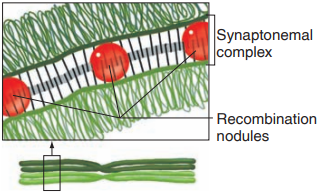 Synaptonemal
complex
Recombination
nodules